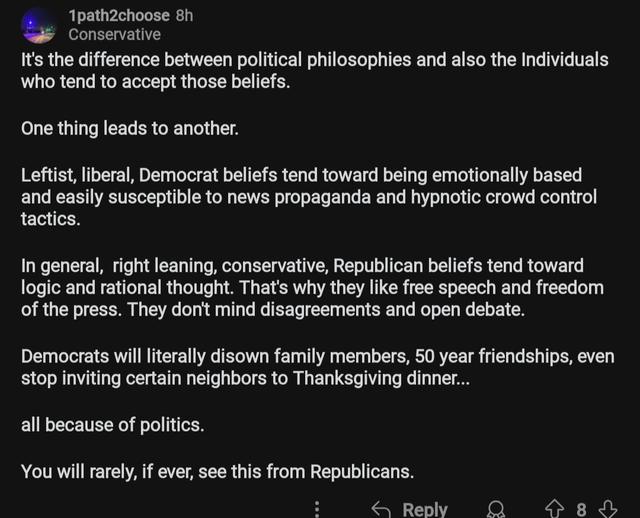 1path2choose 8h
Conservative
It's the difference between political philosophies and also the Individuals
who tend to accept those beliefs.
One thing leads to another.
Leftist, liberal, Democrat beliefs tend toward being emotionally based
and easily susceptible to news propaganda and hypnotic crowd control
tactics.
In general,  right leaning, conservative, Republican beliefs tend toward
logic and rational thought. That's why they like free speech and freedom
of the press. They don't mind disagreements and open debate.
Democrats will literally disown family members, 50 year friendships, even
stop inviting certain neighbors to Thanksgiving dinner...
all because of politics.
You will rarely, if ever, see this from Republicans.
Reply 8